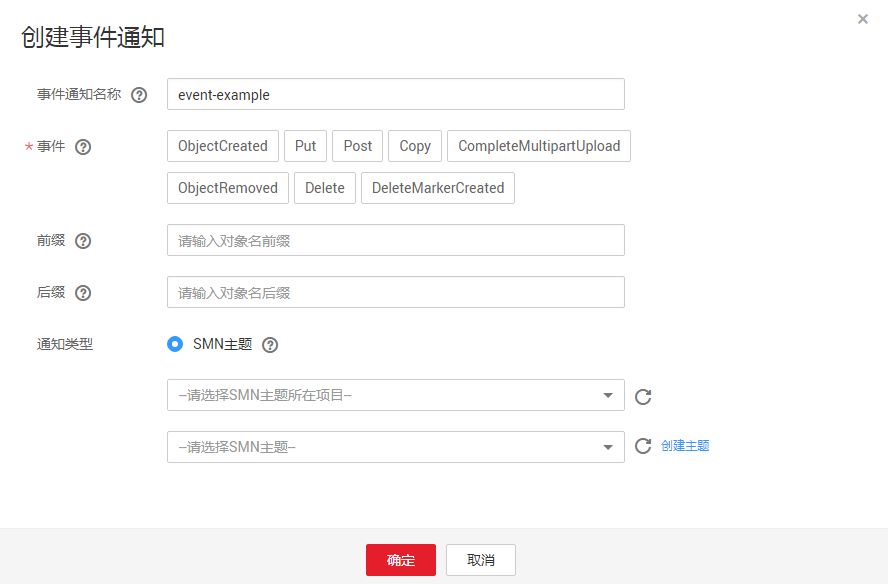 创建事件通知
事件通知名称 event-example
* 事件 ObjectCreated Put Post Copy CompleteMultipartUpload
ObjectRemoved Delete DeleteMarkerCreated
前缀 请输入对象名前缀
后缀 请输入对象名后缀
通知类型 SMN主题
--请选择SMN主题所在项目--
--请选择SMN主题-- 创建主题
确定 取消